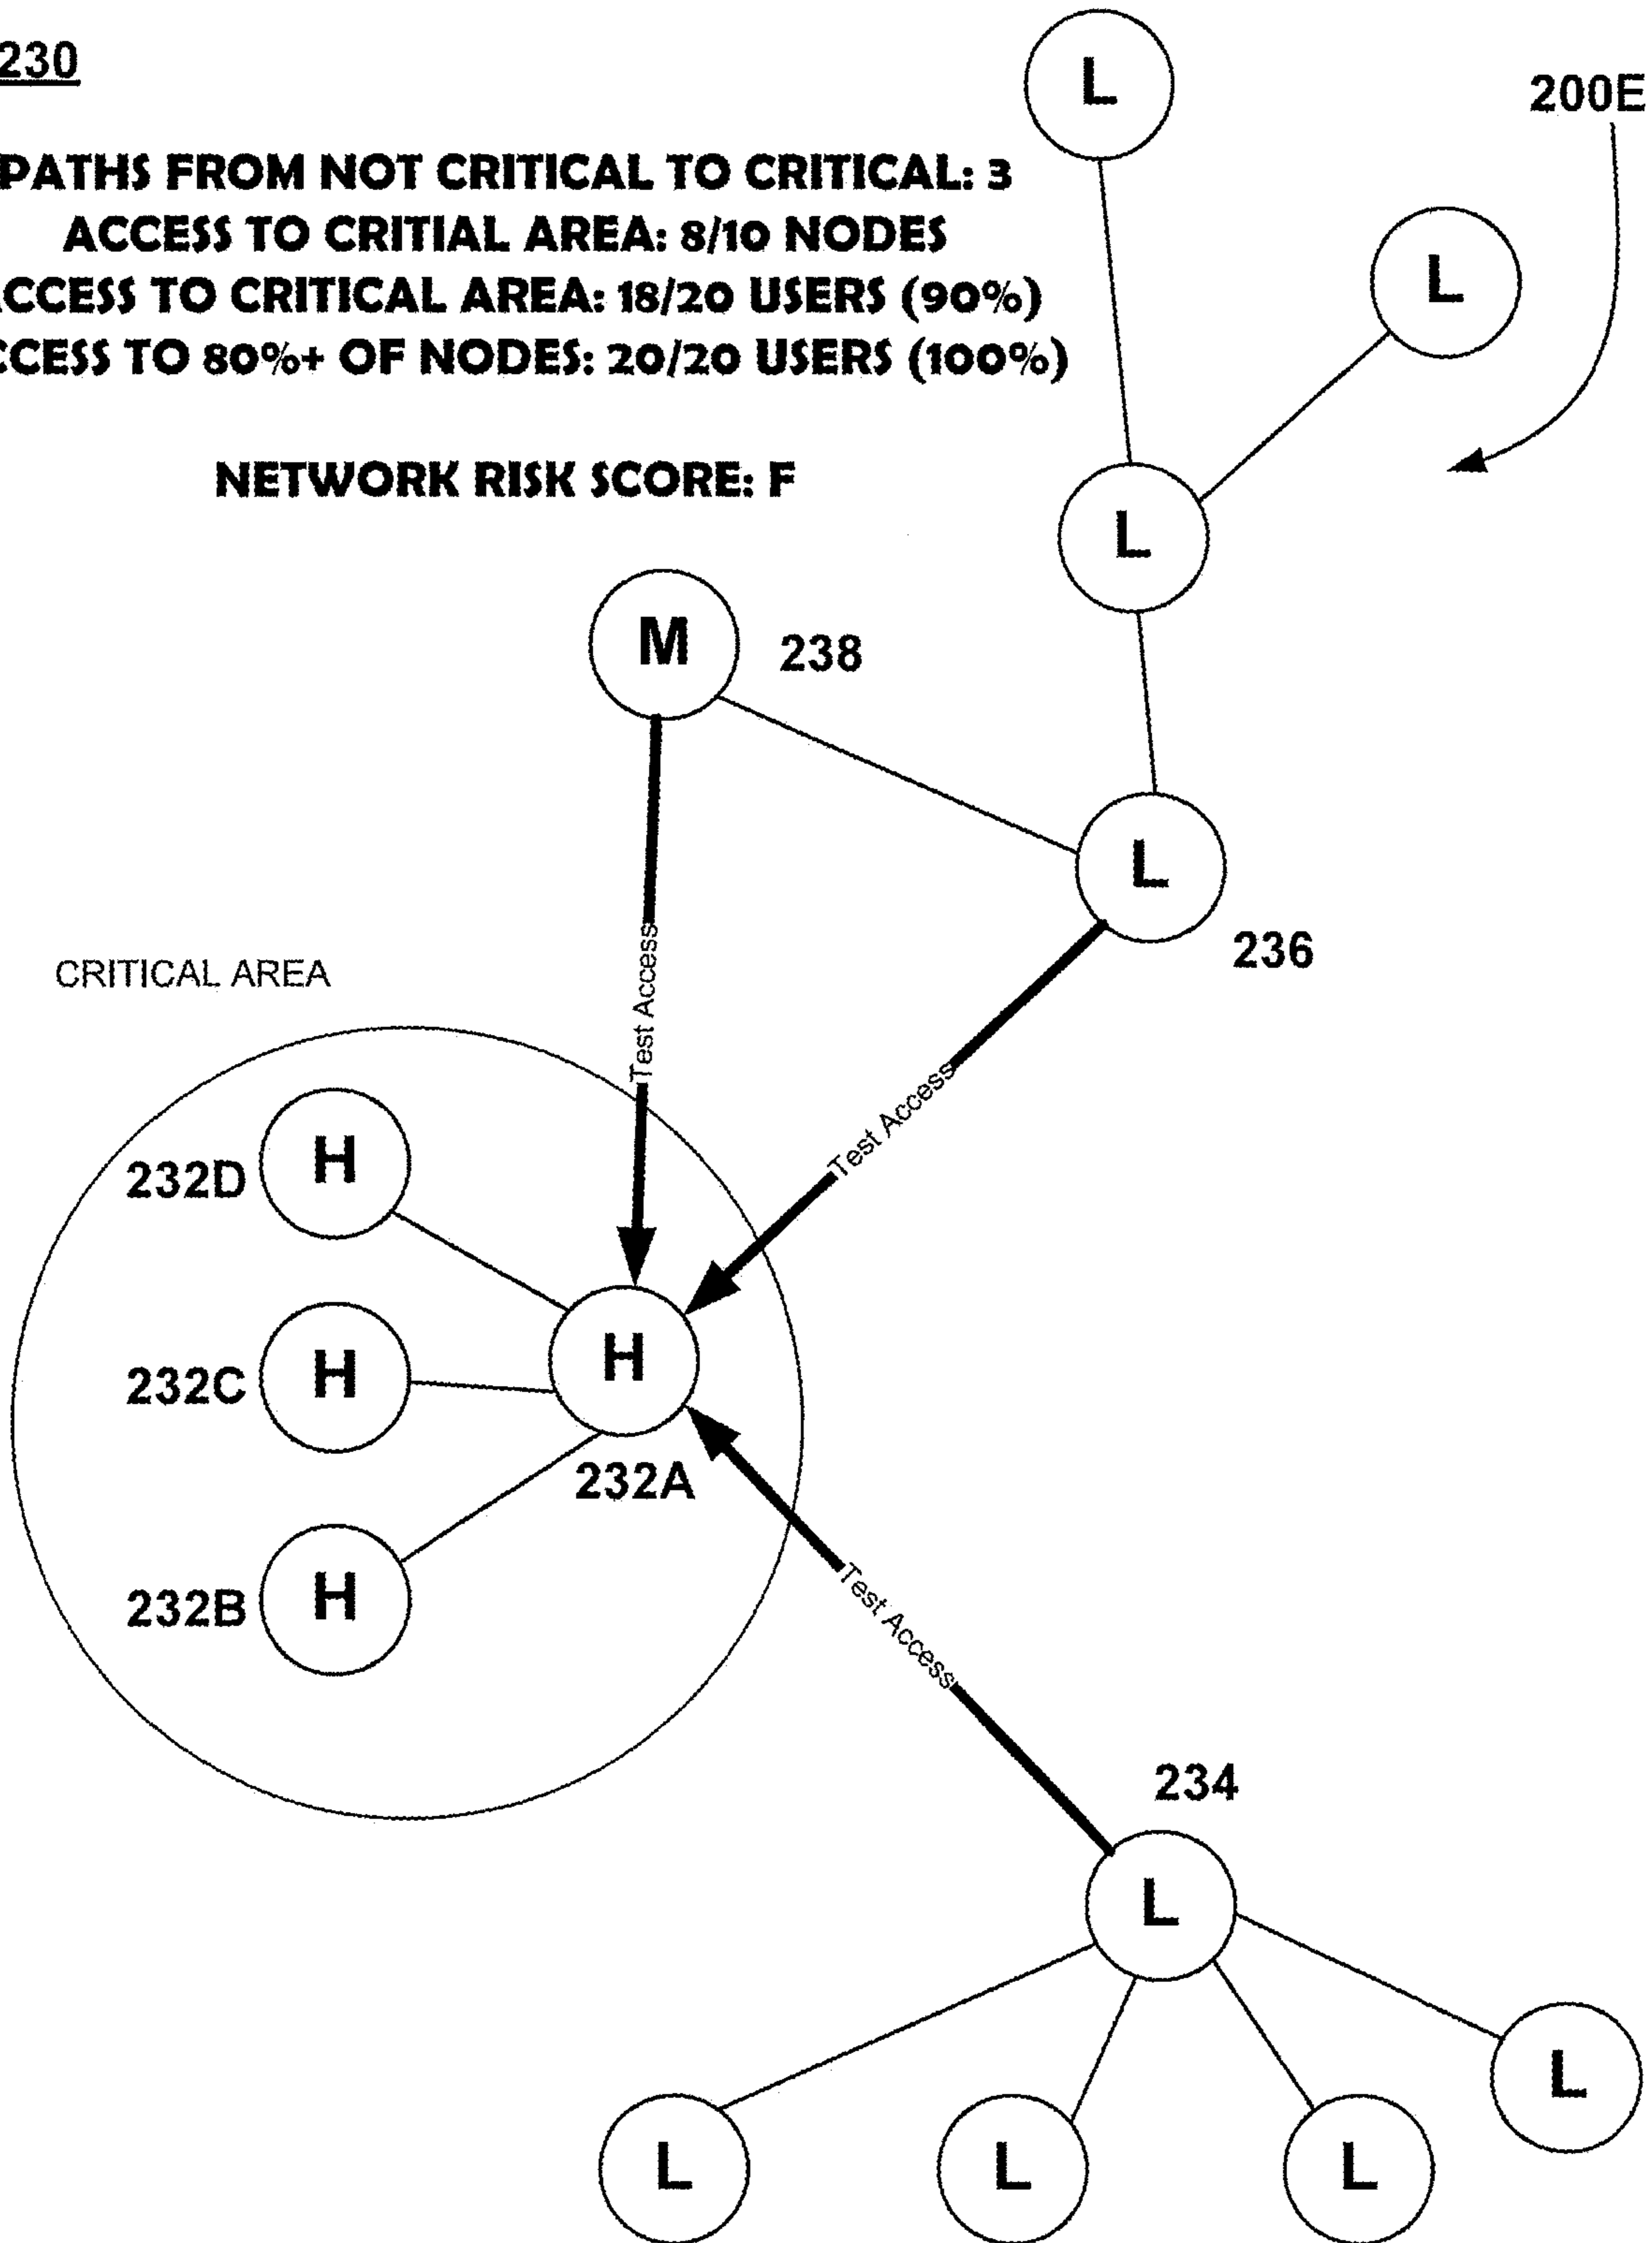 230
200E
PATHS FROM NOT CRITICAL TO CRITICAL: 3
ACCESS TO CRITIAL AREA: 8/10 NODES
CCESS TO CRITICAL AREA: 18/20 USERS (90%)
CCESS TO 80%+ OF NODES: 20/20 USERS (100%)
NETWORK RISK SCORE: F
L
L
L
M
238
L
236
CRITICAL AREA
Test Access
Test Access
H
232D
H
232C
H
232A
H
232B
Test Access
234
L
L
L
L
L